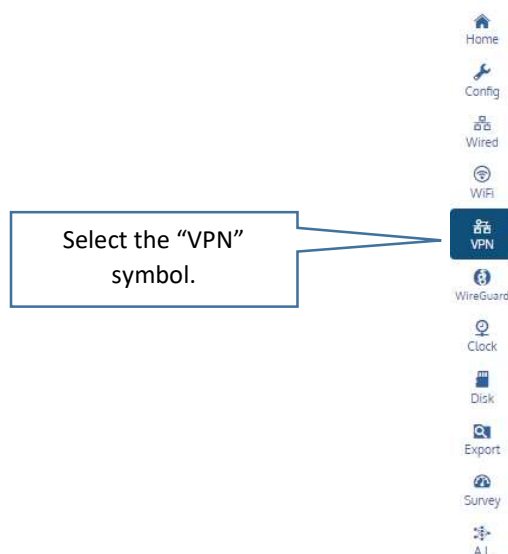 Home
Config
Wired
WiFi
Select the “VPN”
symbol.
VPN
WireGuard
Clock
Disk
Export
Survey
A.I.